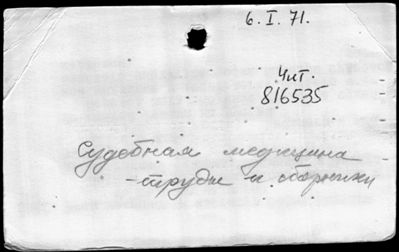 6. I. 71.
Чит.
816535
Судебная медицина
- труды и сборники